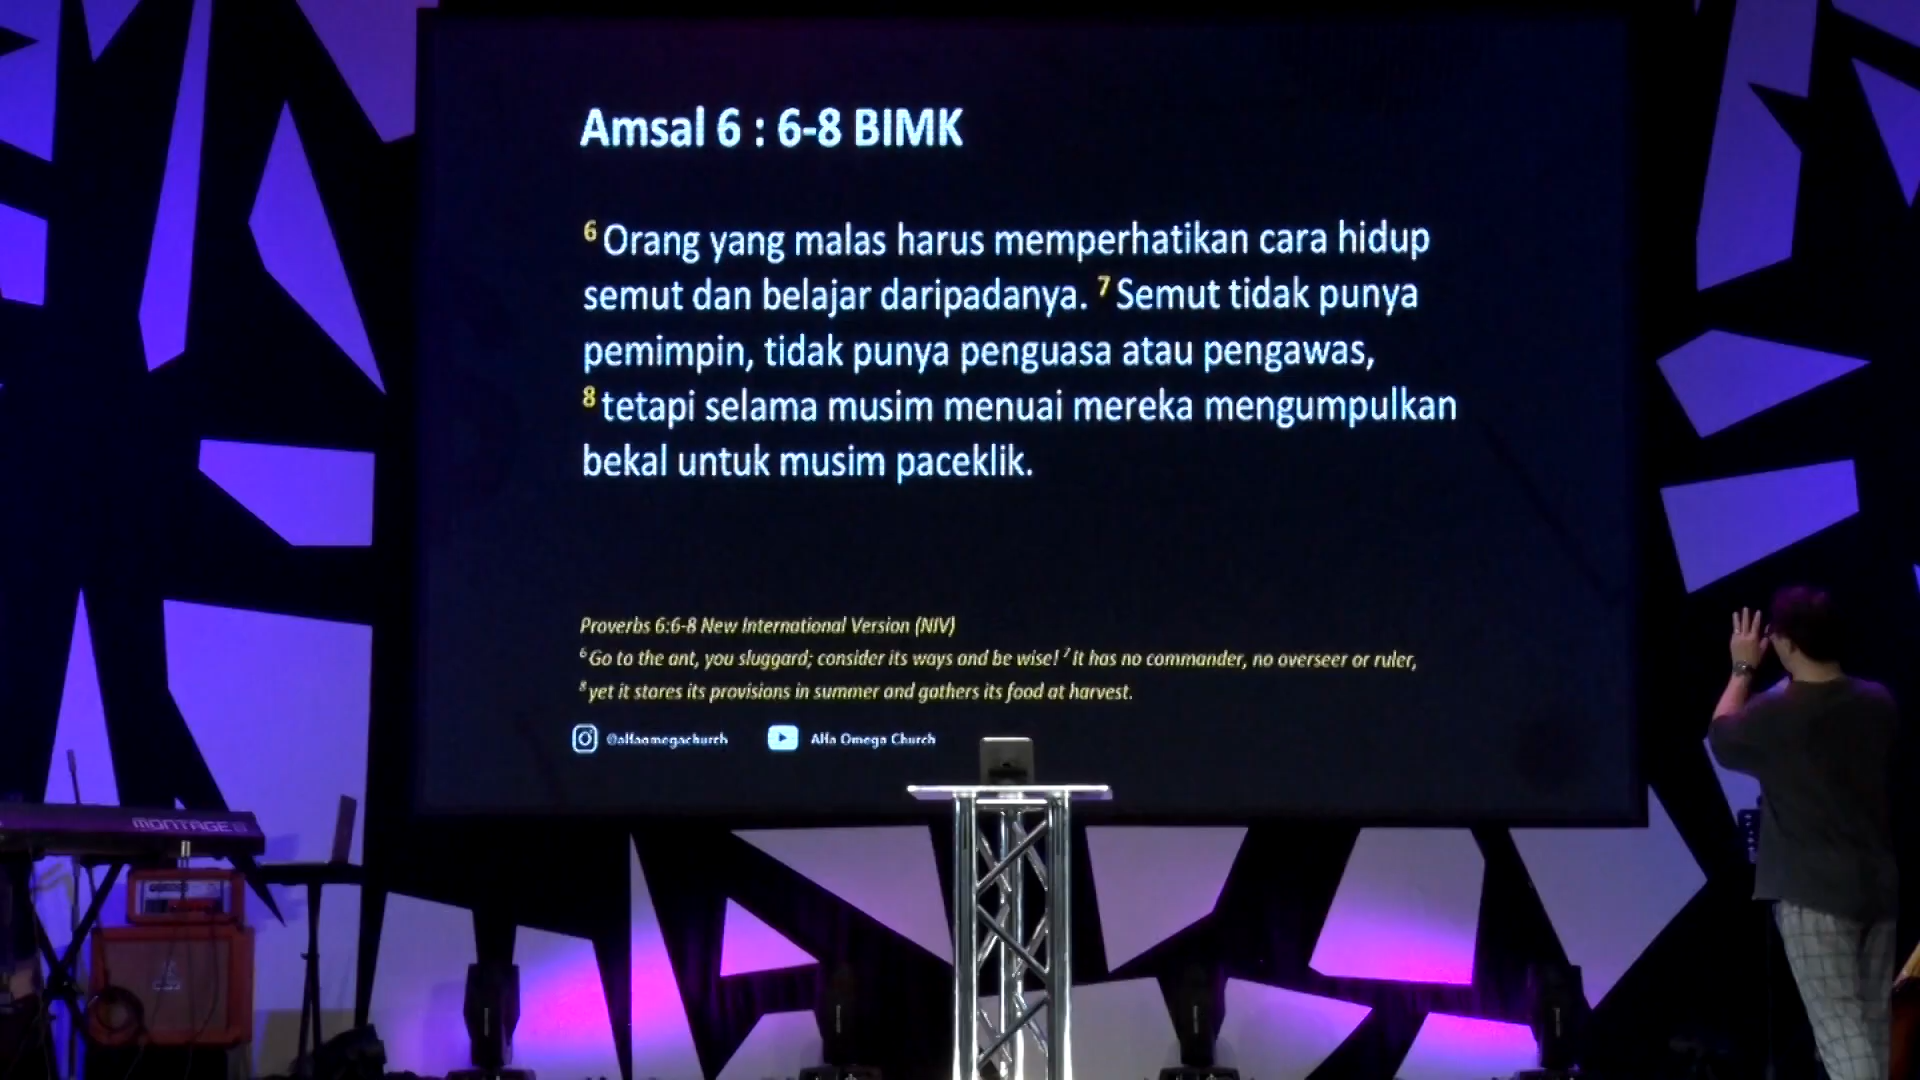 Amsal 6 : 6-8 BIMK
6 Orang yang malas harus memperhatikan cara hidup
semut dan belajar daripadanya. 7 Semut tidak punya
pemimpin, tidak punya penguasa atau pengawas,
8 tetapi selama musim menuai mereka mengumpulkan
bekal untuk musim paceklik.
Proverbs 6:6-8 New International Version (NIV)
6 Go to the ant, you sluggard; consider its ways and be wise! 7 It has no commander, no overseer or ruler,
8 yet it stores its provisions in summer and gathers its food at harvest.
@alfaomegachurch Alfa Omega Church
MONTAGE